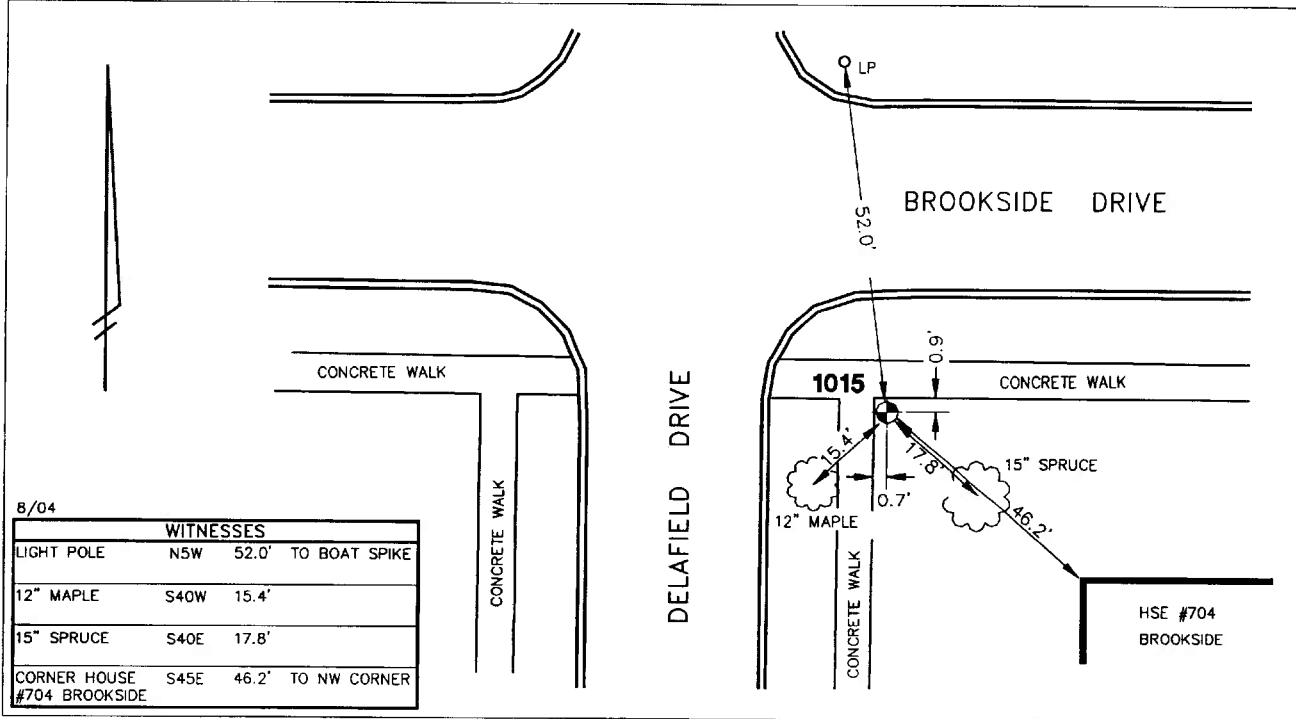 LP
BROOKSIDE DRIVE
52.0'
0.6'
CONCRETE WALK
1015
CONCRETE WALK
DELAFIELD DRIVE
15.4'
17.8'
15" SPRUCE
0.7'
12" MAPLE
46.2'
CONCRETE WALK
CONCRETE WALK
HSE #704
BROOKSIDE
8/04
WITNESSES
LIGHT POLE N5W 52.0' TO BOAT SPIKE
12" MAPLE S40W 15.4'
15" SPRUCE S40E 17.8'
CORNER HOUSE S45E 46.2' TO NW CORNER
#704 BROOKSIDE